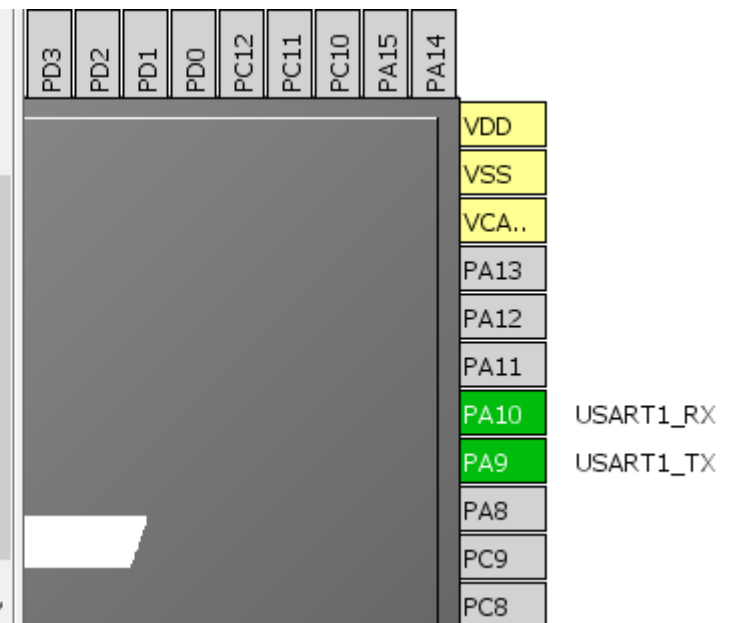 PD3
PD2
PD1
PD0
PC12
PC11
PC10
PA15
PA14
VDD
VSS
VCA..
PA13
PA12
PA11
PA10 USART1_RX
PA9 USART1_TX
PA8
PC9
PC8